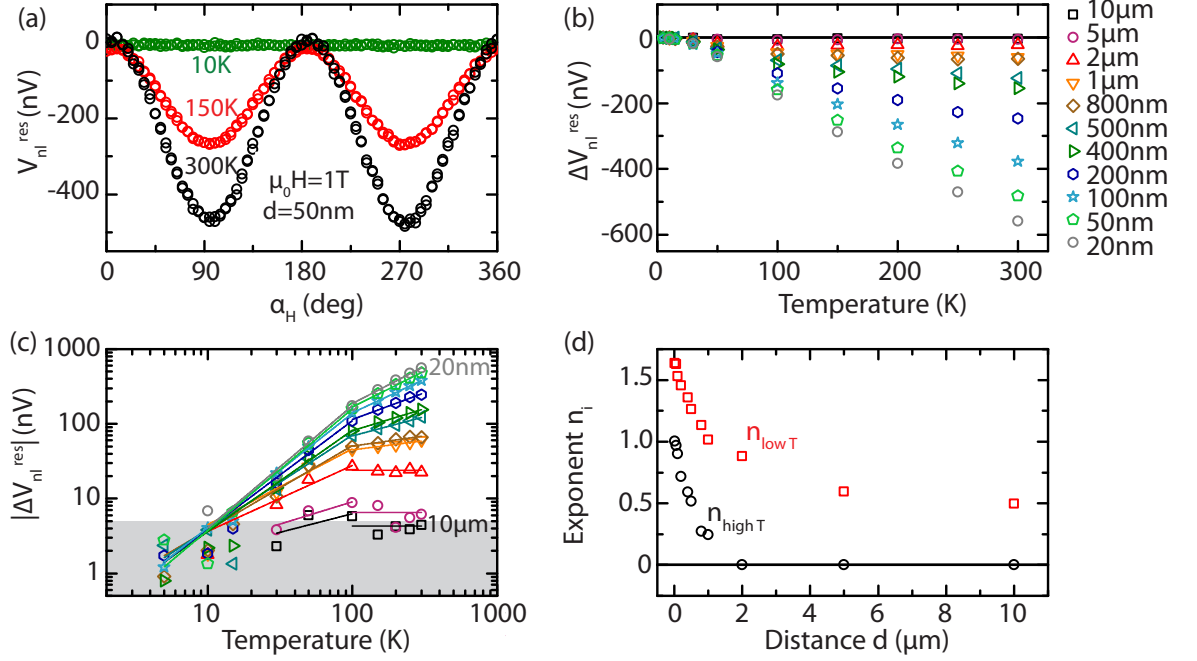 (a)
V_nl^res (nV)
0
-200
-400
10K
150K
300K
μ₀H=1T
d=50nm
0 90 180 270 360
α_H (deg)
(b)
ΔV_nl^res (nV)
0
-200
-400
-600
0 100 200 300
Temperature (K)
10μm
5μm
2μm
1μm
800nm
500nm
400nm
200nm
100nm
50nm
20nm
(c)
|ΔV_nl^res| (nV)
1000
100
10
1
20nm
10μm
10 100 1000
Temperature (K)
(d)
Exponent n_i
1.5
1.0
0.5
0
n_low T
n_high T
0 2 4 6 8 10
Distance d (μm)